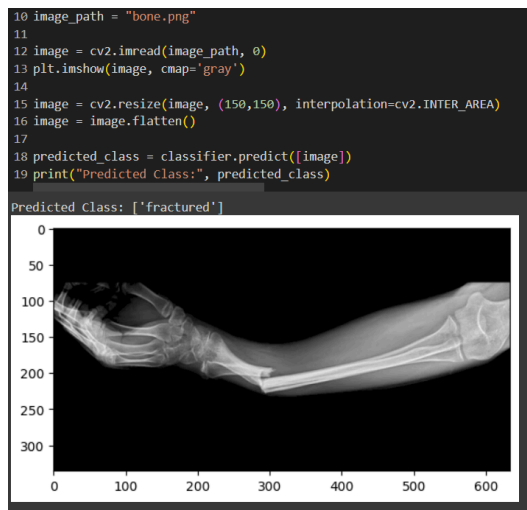 10 image_path = "bone.png"
11
12 image = cv2.imread(image_path, 0)
13 plt.imshow(image, cmap='gray')
14
15 image = cv2.resize(image, (150,150), interpolation=cv2.INTER_AREA)
16 image = image.flatten()
17
18 predicted_class = classifier.predict([image])
19 print("Predicted Class:", predicted_class)
Predicted Class: ['fractured']
0
50
100
150
200
250
300
0 100 200 300 400 500 600